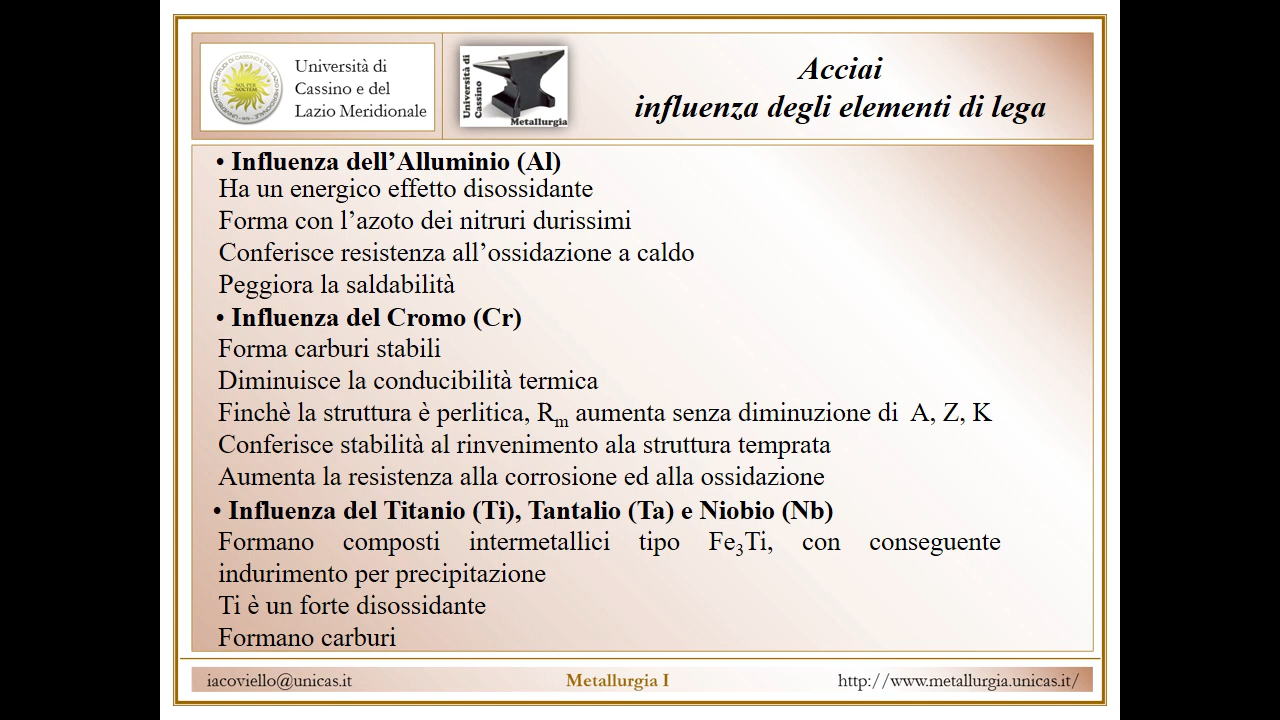 Università di
Cassino e del
Lazio Meridionale
Università di
Cassino
Metallurgia
Acciai
influenza degli elementi di lega
• Influenza dell’Alluminio (Al)
Ha un energico effetto disossidante
Forma con l’azoto dei nitruri durissimi
Conferisce resistenza all’ossidazione a caldo
Peggiora la saldabilità
• Influenza del Cromo (Cr)
Forma carburi stabili
Diminuisce la conducibilità termica
Finchè la struttura è perlitica, Rm aumenta senza diminuzione di A, Z, K
Conferisce stabilità al rinvenimento ala struttura temprata
Aumenta la resistenza alla corrosione ed alla ossidazione
• Influenza del Titanio (Ti), Tantalio (Ta) e Niobio (Nb)
Formano composti intermetallici tipo Fe3Ti, con conseguente
indurimento per precipitazione
Ti è un forte disossidante
Formano carburi
iacoviello@unicas.it
Metallurgia I
http://www.metallurgia.unicas.it/